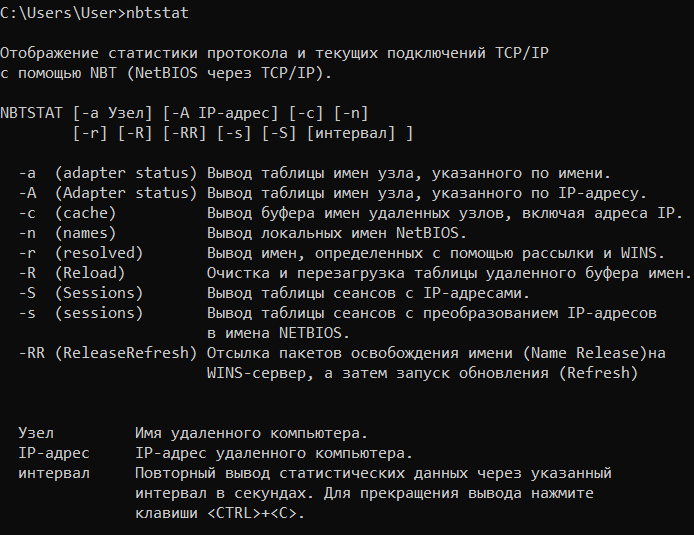 C:\Users\User>nbtstat
Отображение статистики протокола и текущих подключений TCP/IP
с помощью NBT (NetBIOS через TCP/IP).
NBTSTAT [-a Узел] [-A IP-адрес] [-c] [-n]
[-r] [-R] [-RR] [-s] [-S] [интервал] ]
-a (adapter status) Вывод таблицы имен узла, указанного по имени.
-A (Adapter status) Вывод таблицы имен узла, указанного по IP-адресу.
-c (cache) Вывод буфера имен удаленных узлов, включая адреса IP.
-n (names) Вывод локальных имен NetBIOS.
-r (resolved) Вывод имен, определенных с помощью рассылки и WINS.
-R (Reload) Очистка и перезагрузка таблицы удаленного буфера имен.
-S (Sessions) Вывод таблицы сеансов с IP-адресами.
-s (sessions) Вывод таблицы сеансов с преобразованием IP-адресов
в имена NETBIOS.
-RR (ReleaseRefresh) Отсылка пакетов освобождения имени (Name Release)на
WINS-сервер, а затем запуск обновления (Refresh)
Узел Имя удаленного компьютера.
IP-адрес IP-адрес удаленного компьютера.
интервал Повторный вывод статистических данных через указанный
интервал в секундах. Для прекращения вывода нажмите
клавиши <CTRL>+<C>.